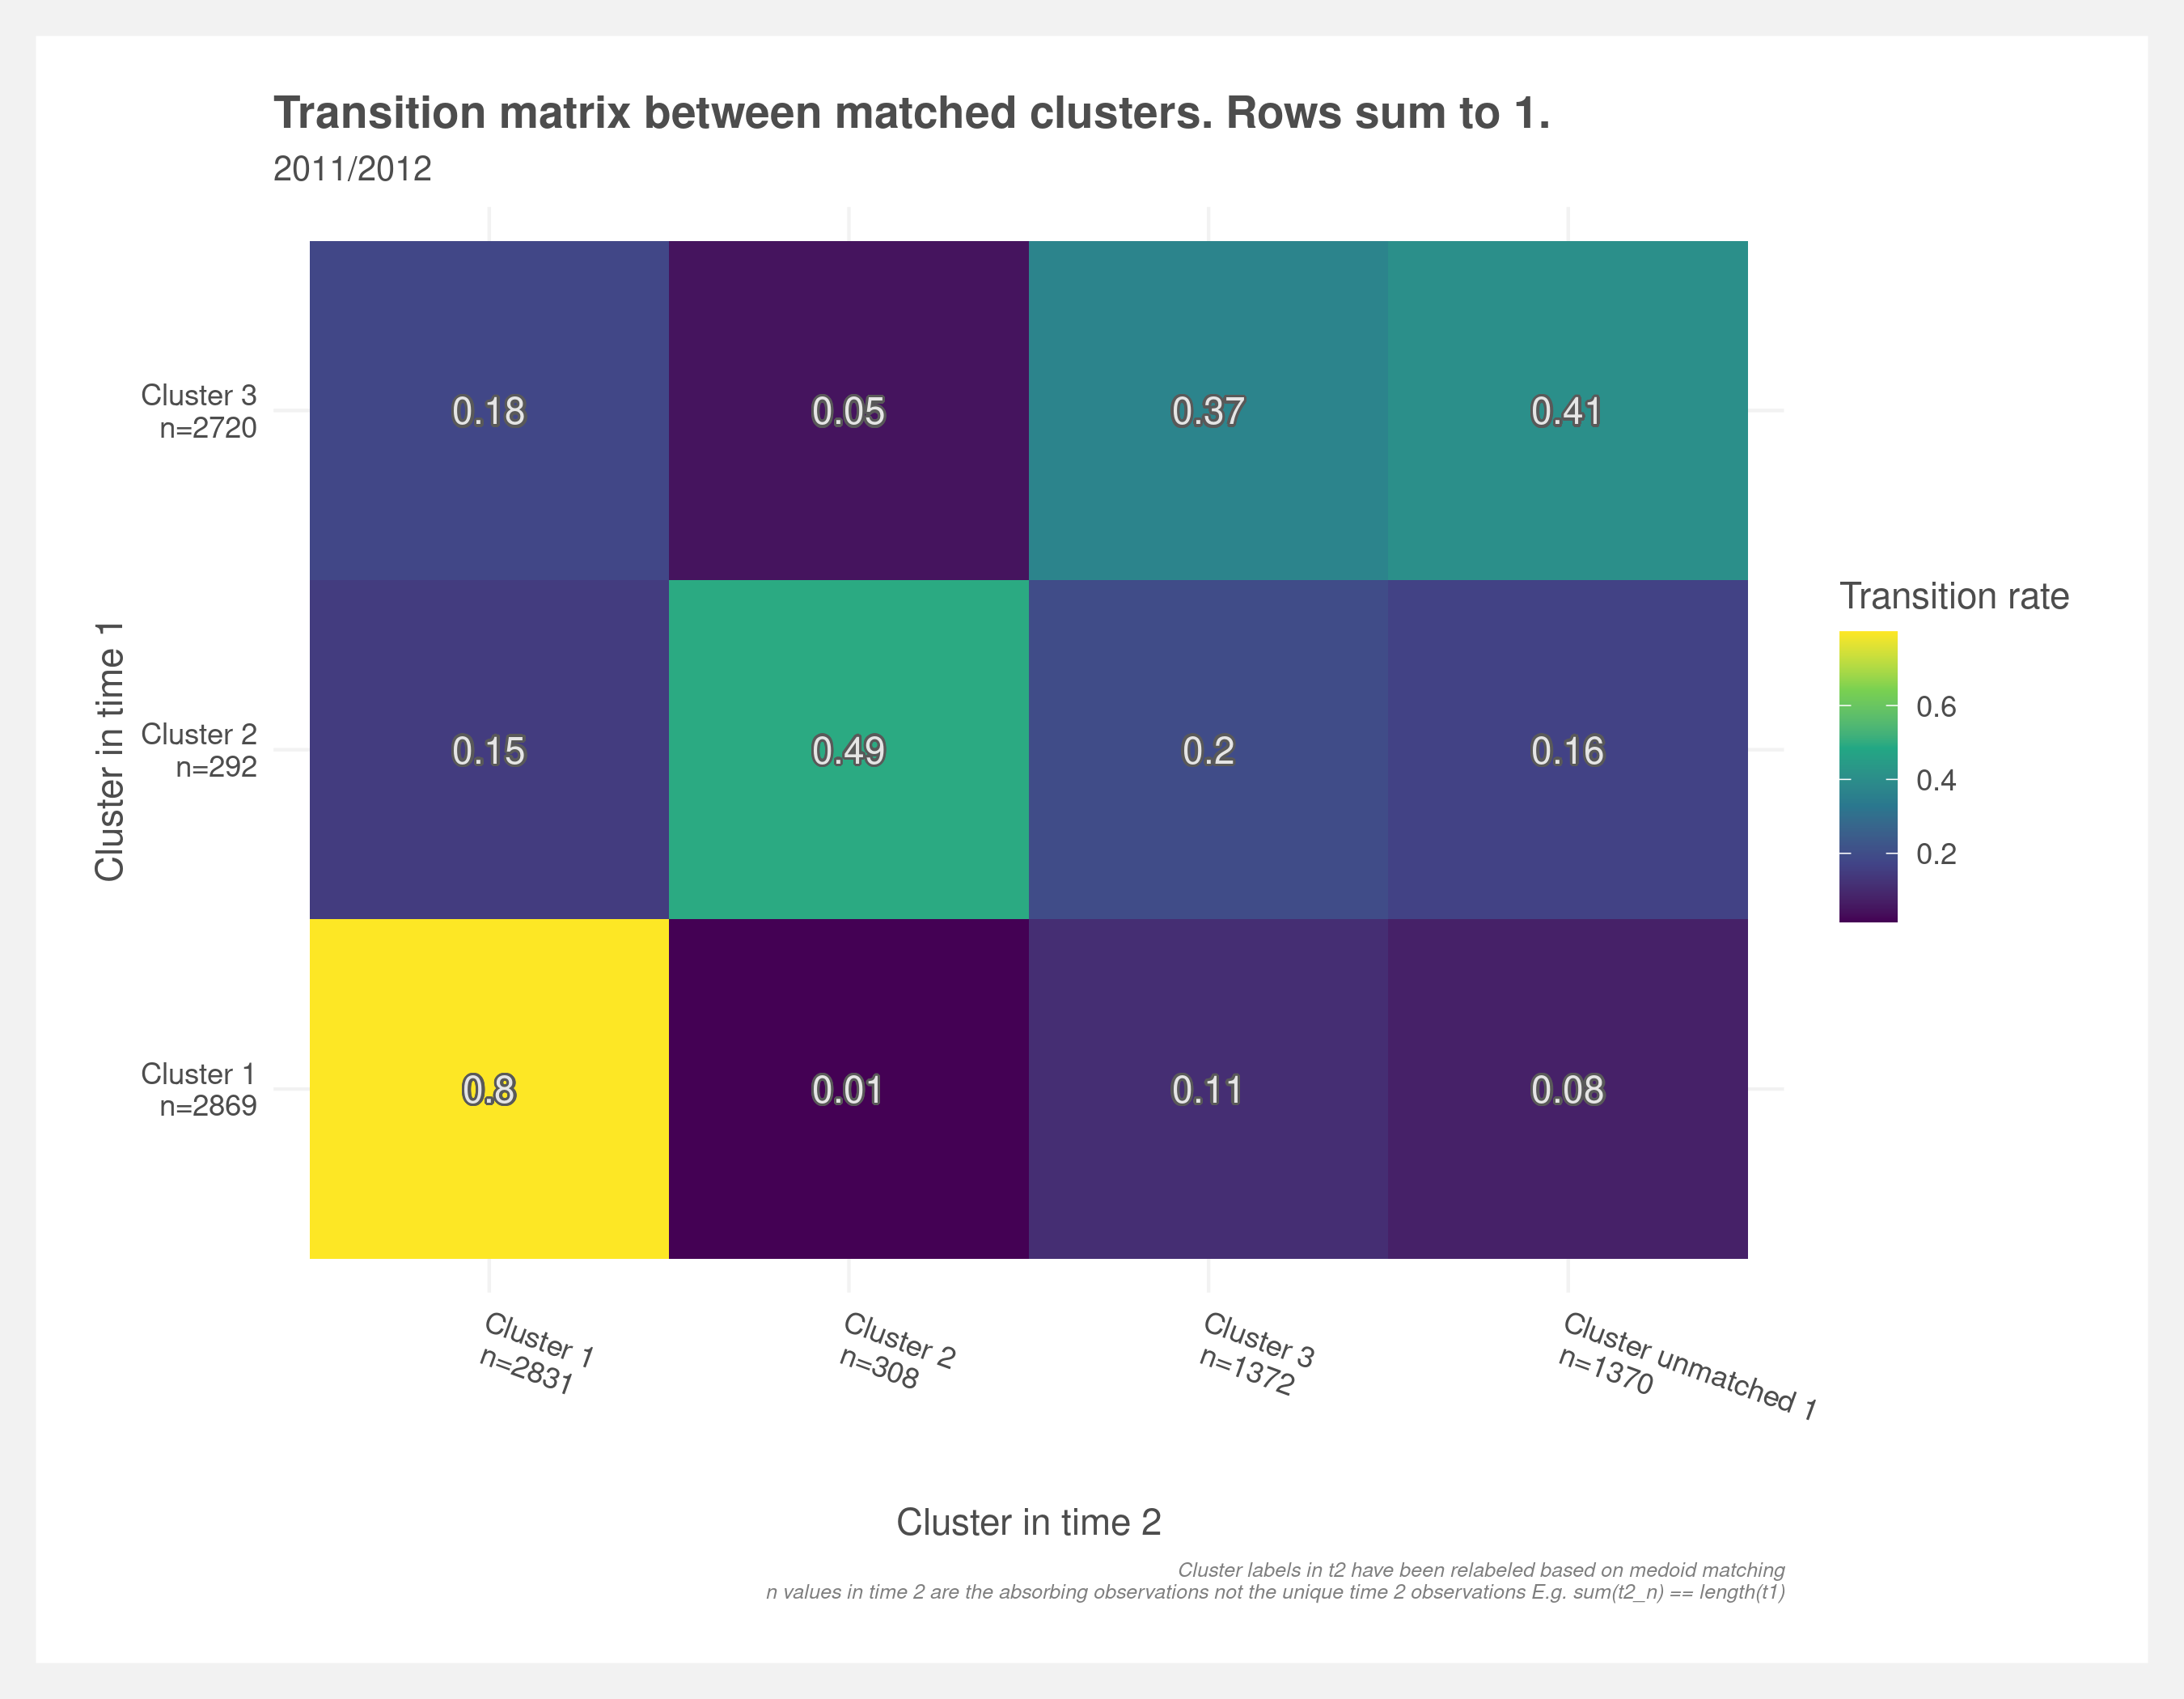 Transition matrix between matched clusters. Rows sum to 1.
2011/2012
Cluster in time 1
Cluster 3
n=2720
0.18
0.05
0.37
0.41
Cluster 2
n=292
0.15
0.49
0.2
0.16
Cluster 1
n=2869
0.8
0.01
0.11
0.08
Transition rate
0.6
0.4
0.2
Cluster 1
n=2831
Cluster 2
n=308
Cluster 3
n=1372
Cluster unmatched 1
n=1370
Cluster in time 2
Cluster labels in t2 have been relabeled based on medoid matching
n values in time 2 are the absorbing observations not the unique time 2 observations E.g. sum(t2_n) == length(t1)